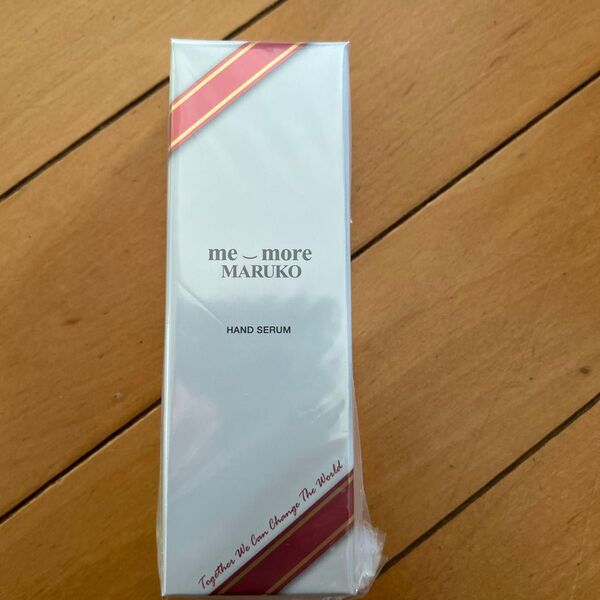 me‿more
MARUKO
HAND SERUM
Together We Can Change The World